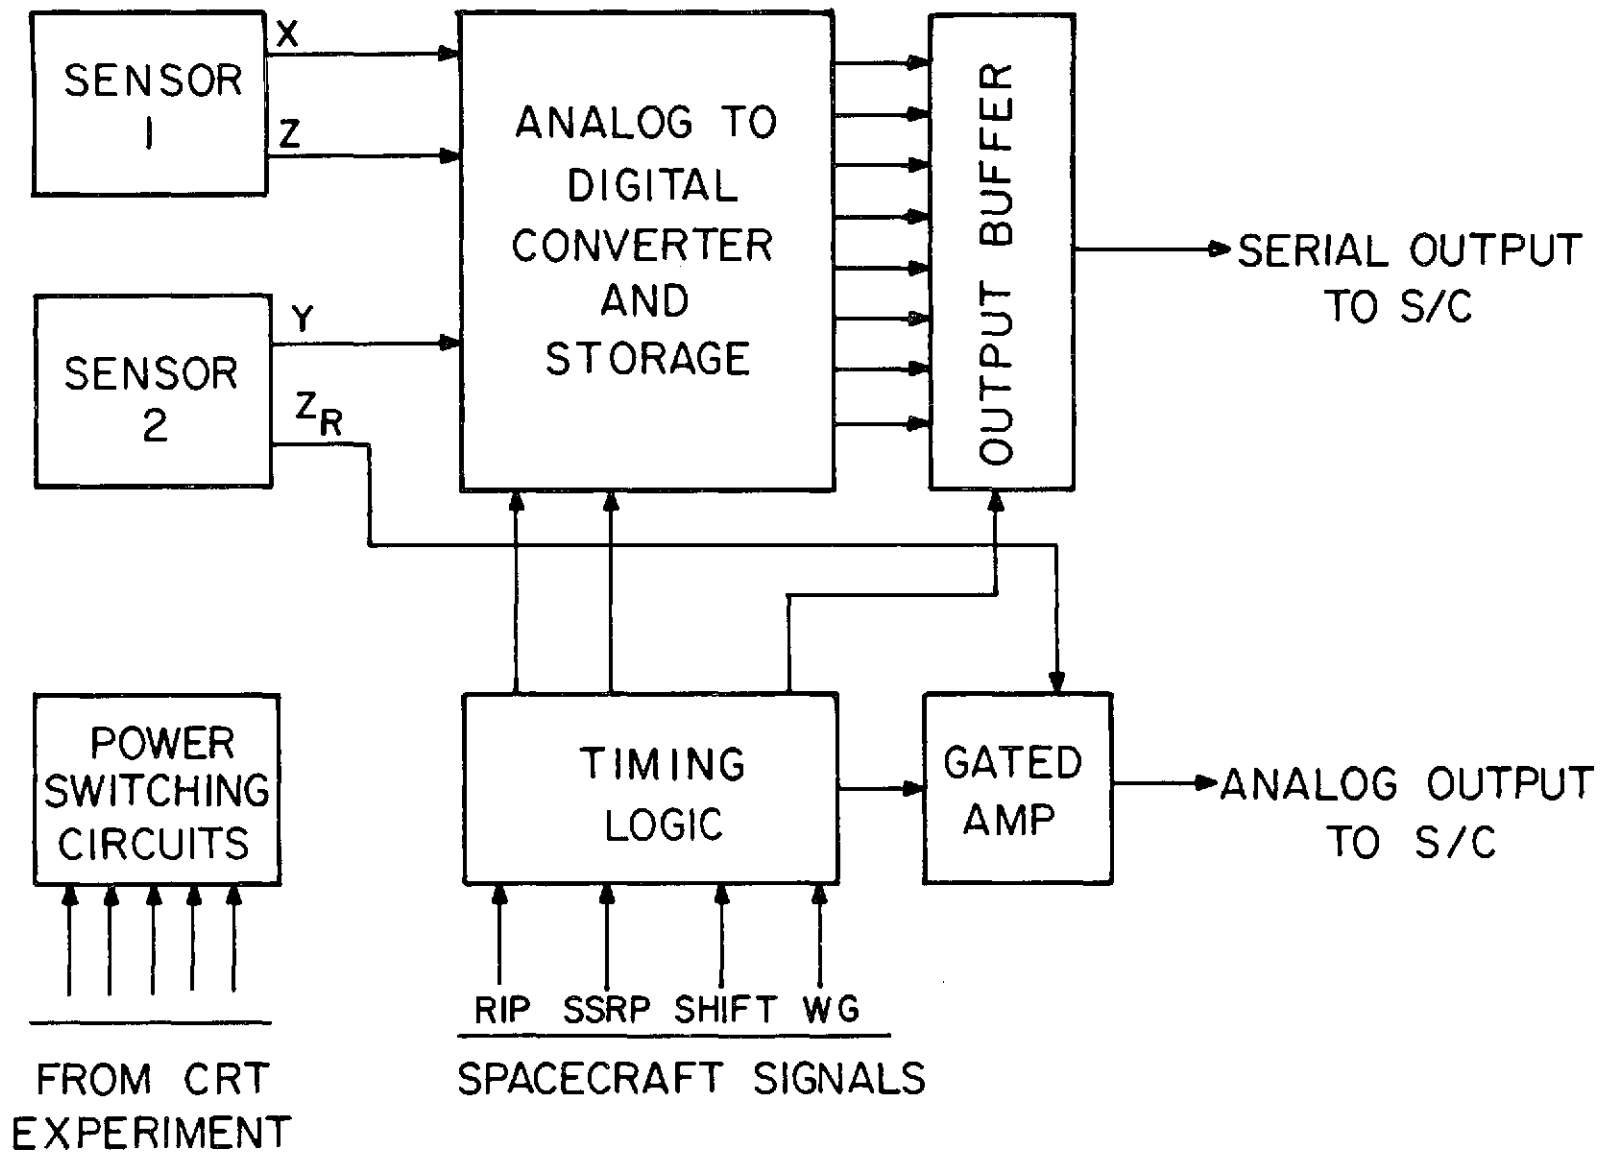 SENSOR
1
X
Z
ANALOG TO
DIGITAL
CONVERTER
AND
STORAGE
OUTPUT BUFFER
SERIAL OUTPUT
TO S/C
SENSOR
2
Y
ZR
POWER
SWITCHING
CIRCUITS
TIMING
LOGIC
GATED
AMP
ANALOG OUTPUT
TO S/C
RIP SSRP SHIFT WG
FROM CRT
EXPERIMENT
SPACECRAFT SIGNALS